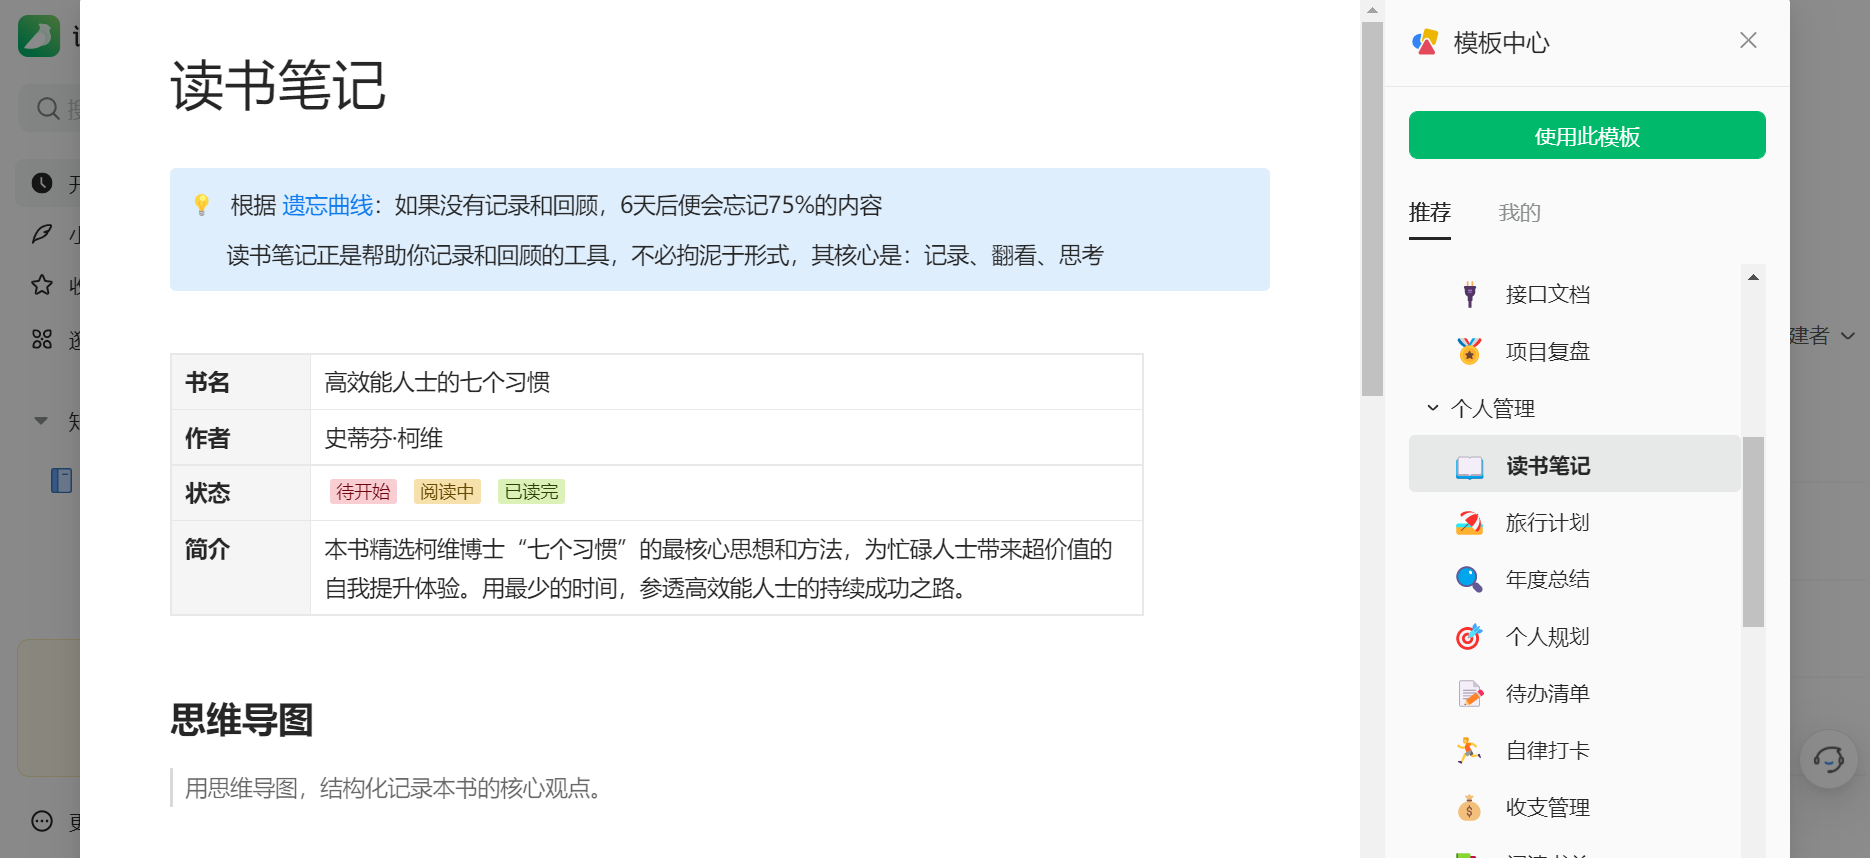 读书笔记
根据 遗忘曲线：如果没有记录和回顾，6天后便会忘记75%的内容
读书笔记正是帮助你记录和回顾的工具，不必拘泥于形式，其核心是：记录、翻看、思考
书名 高效能人士的七个习惯
作者 史蒂芬·柯维
状态 待开始 阅读中 已读完
简介 本书精选柯维博士“七个习惯”的最核心思想和方法，为忙碌人士带来超价值的
自我提升体验。用最少的时间，参透高效能人士的持续成功之路。
思维导图
用思维导图，结构化记录本书的核心观点。
模板中心
使用此模板
推荐 我的
接口文档
项目复盘
个人管理
读书笔记
旅行计划
年度总结
个人规划
待办清单
自律打卡
收支管理
建者